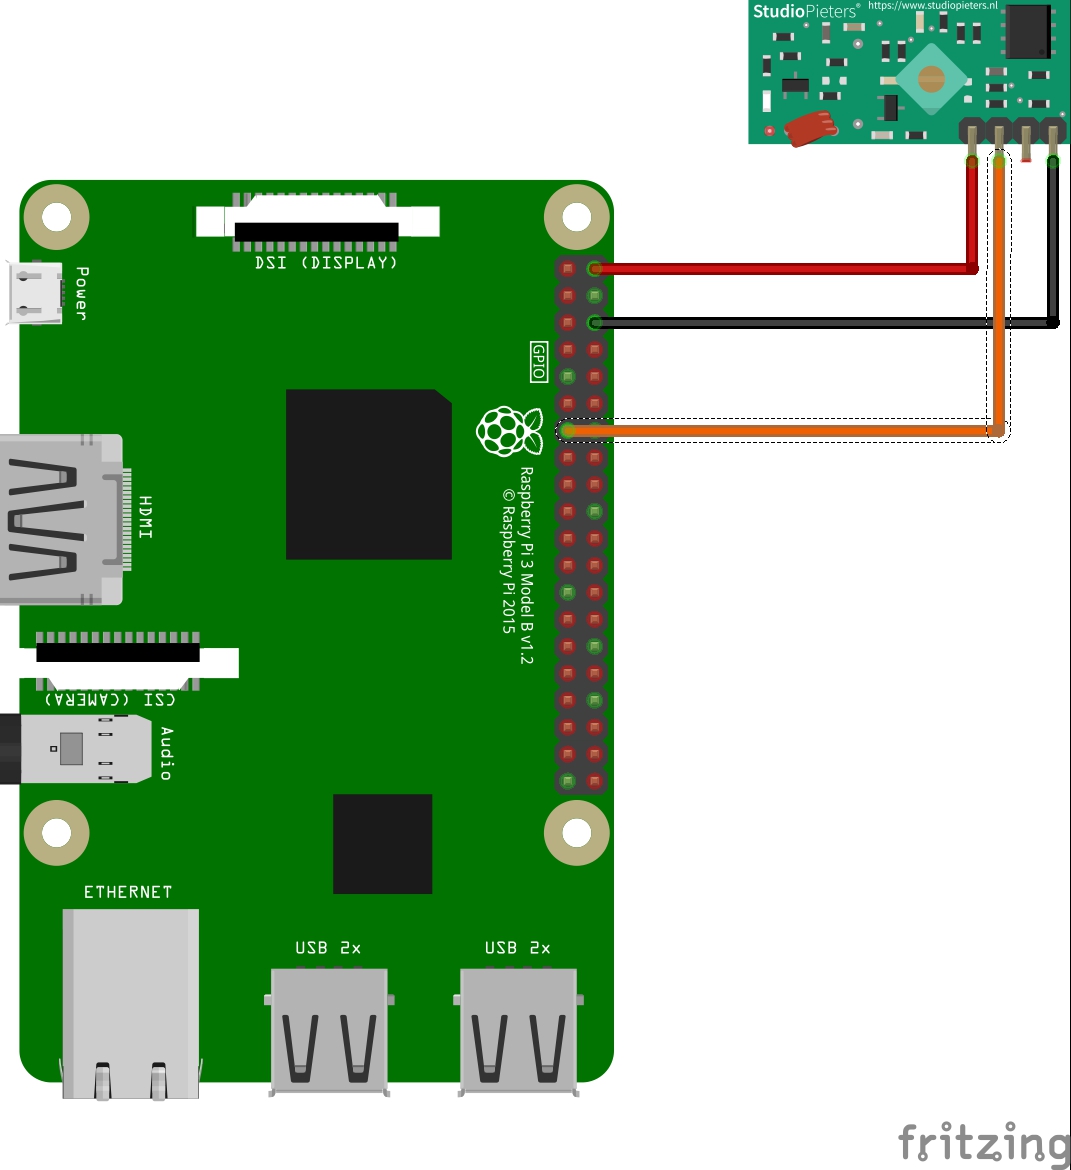 StudioPieters® https://www.studiopieters.nl
DSI (DISPLAY)
Power
GPIO
Raspberry Pi 3 Model B v1.2
© Raspberry Pi 2015
HDMI
CSI (CAMERA)
Audio
ETHERNET
USB 2x
USB 2x
fritzing